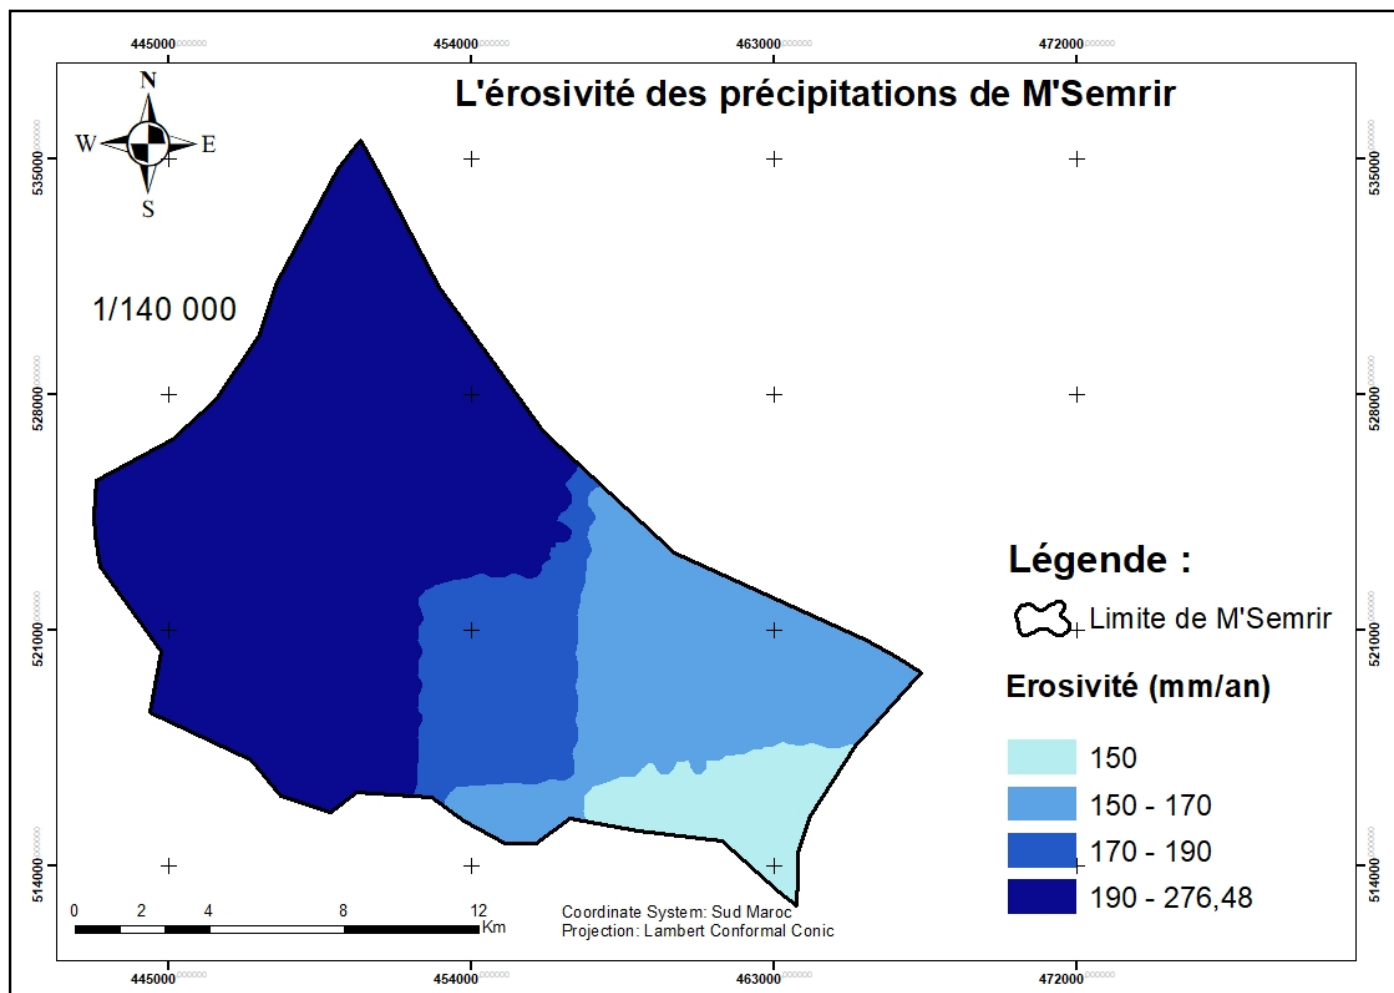 445000 454000 463000 472000
L'érosivité des précipitations de M'Semrir
N
W E
S
535000 535000
1/140 000
528000 528000
Légende :
Limite de M'Semrir
521000 521000
Erosivité (mm/an)
150
150 - 170
170 - 190
190 - 276,48
514000 514000
0 2 4 8 12
Km
Coordinate System: Sud Maroc
Projection: Lambert Conformal Conic
445000 454000 463000 472000